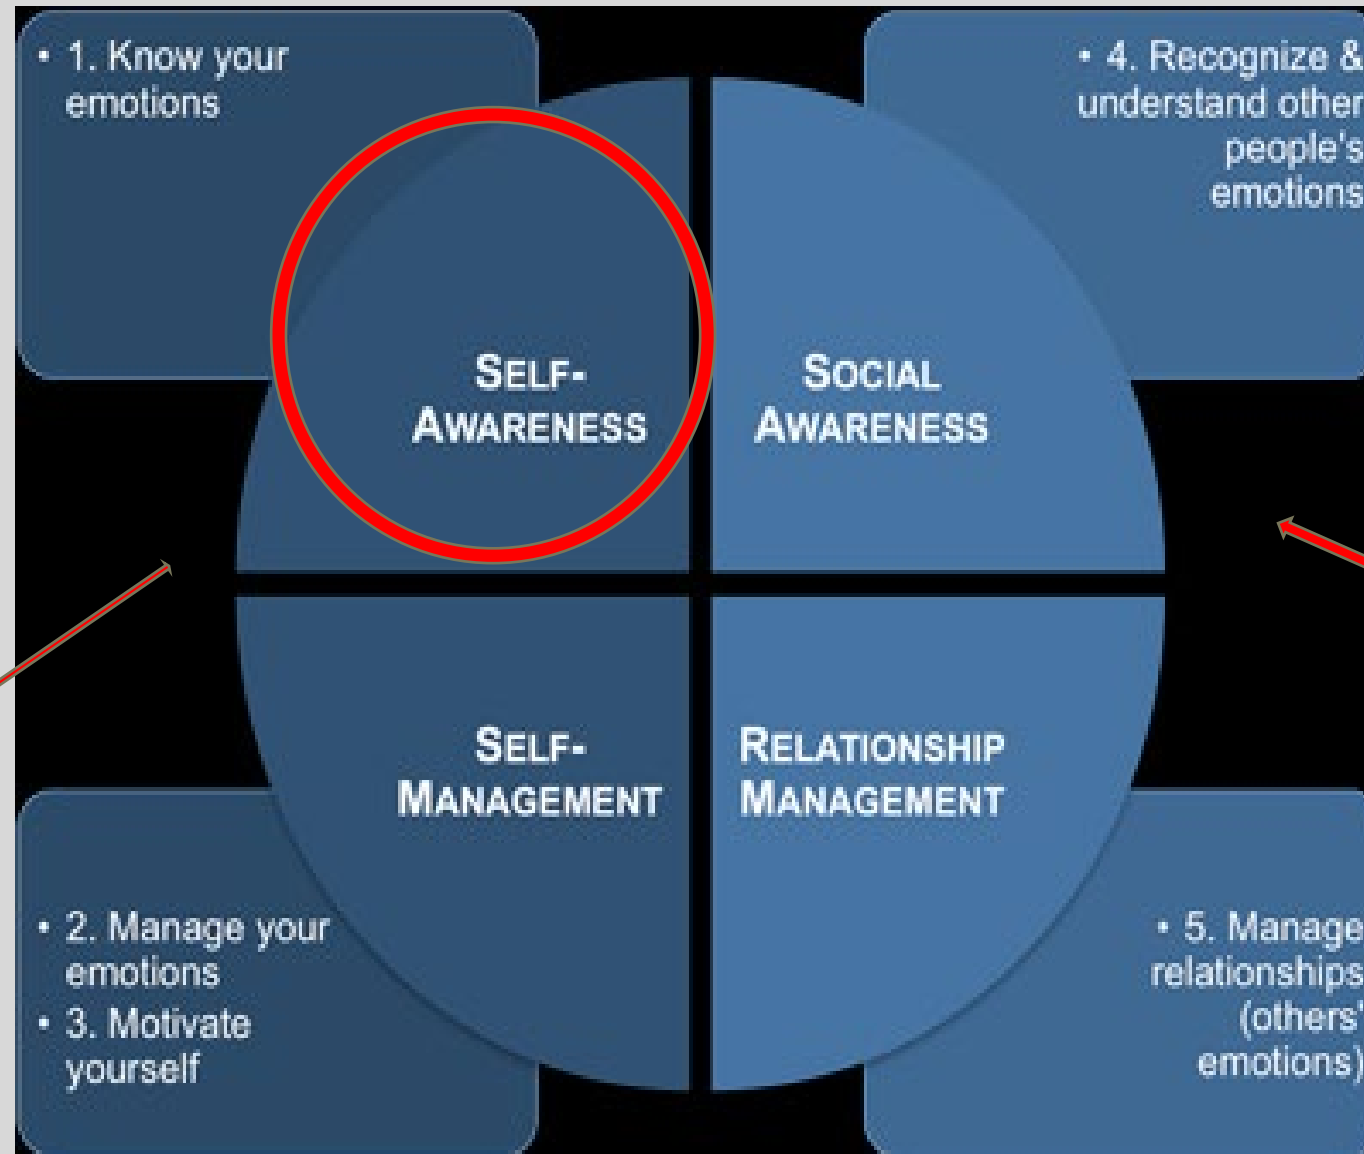 • 1. Know your
emotions
• 4. Recognize &
understand other
people's
emotions
SELF-
AWARENESS
SOCIAL
AWARENESS
SELF-
MANAGEMENT
RELATIONSHIP
MANAGEMENT
• 2. Manage your
emotions
• 3. Motivate
yourself
• 5. Manage
relationships
(others'
emotions)